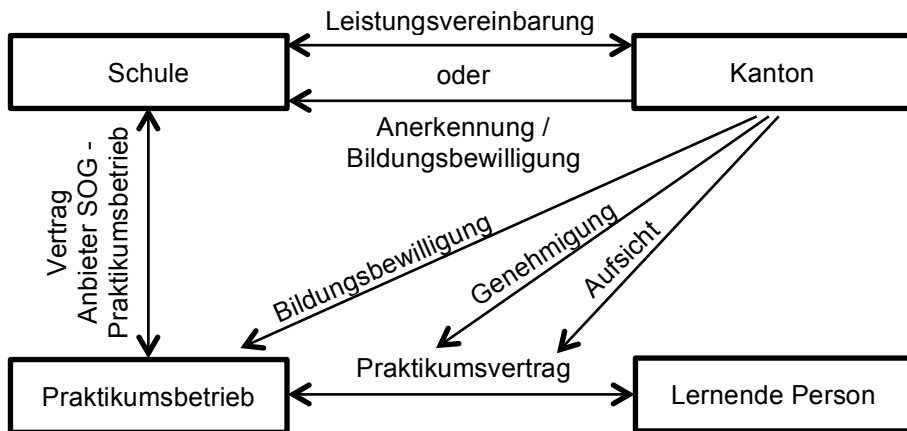 Leistungsvereinbarung
Schule
oder
Kanton
Anerkennung /
Bildungsbewilligung
Vertrag
Anbieter SOG -
Praktikumsbetrieb
Bildungsbewilligung
Genehmigung
Aufsicht
Praktikumsvertrag
Praktikumsbetrieb
Lernende Person